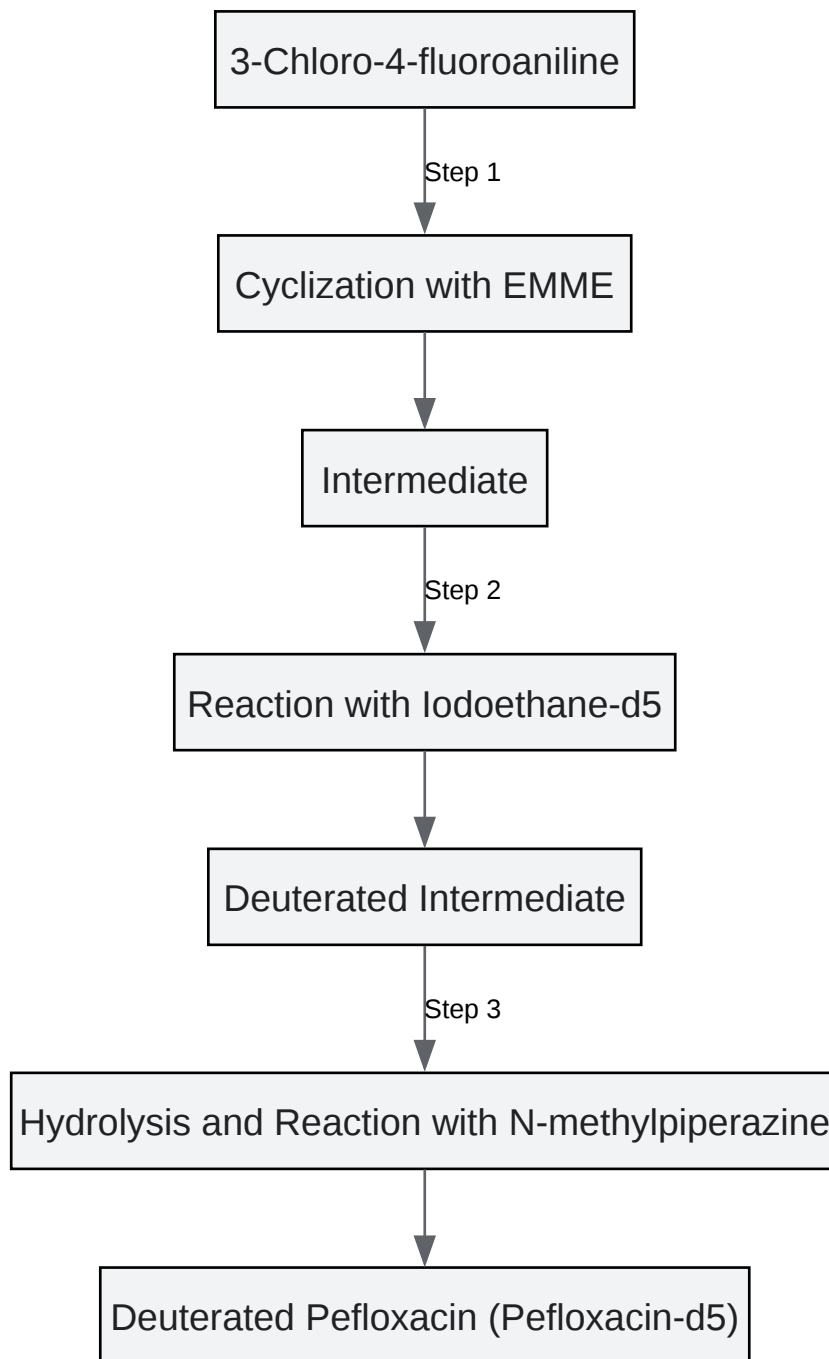 3-Chloro-4-fluoroaniline
Step 1
Cyclization with EMME
Intermediate
Step 2
Reaction with Iodoethane-d5
Deuterated Intermediate
Step 3
Hydrolysis and Reaction with N-methylpiperazine
Deuterated Pefloxacin (Pefloxacin-d5)